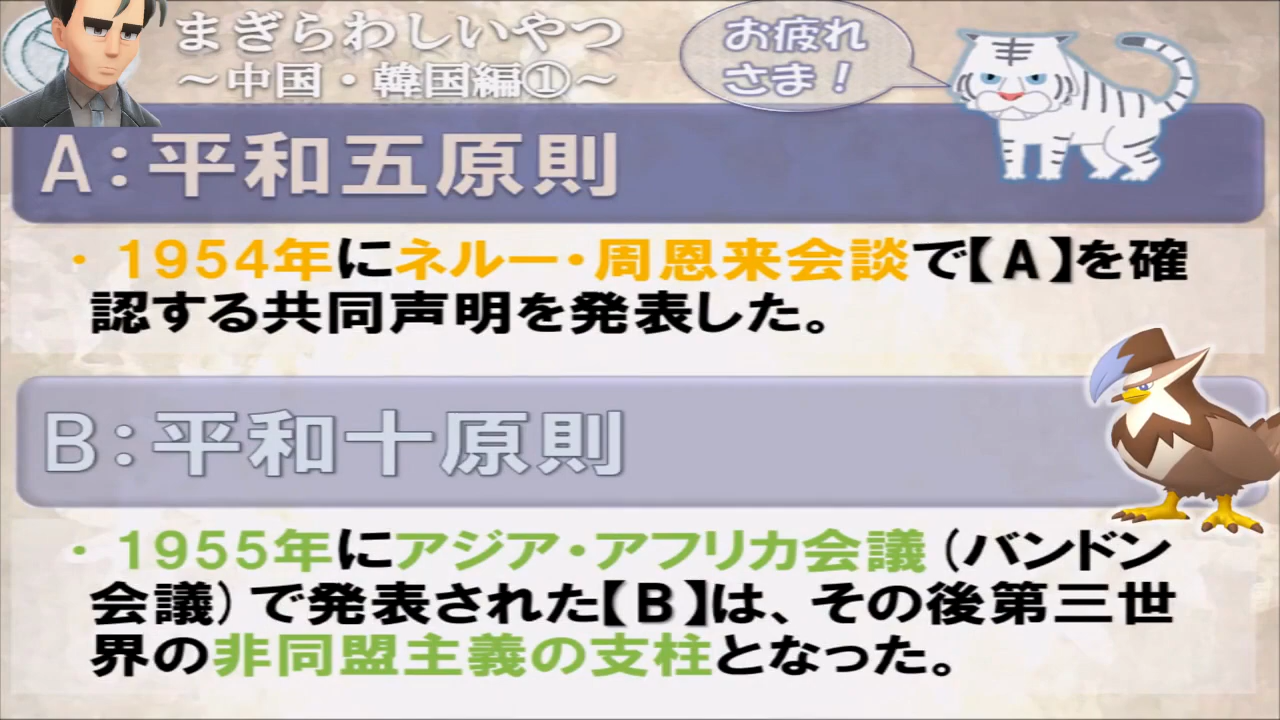 まぎらわしいやつ
～中国・韓国編①～
お疲れ
さま！
A：平和五原則
・1954年にネルー・周恩来会談で【A】を確
認する共同声明を発表した。
B：平和十原則
・1955年にアジア・アフリカ会議（バンドン
会議）で発表された【B】は、その後第三世
界の非同盟主義の支柱となった。